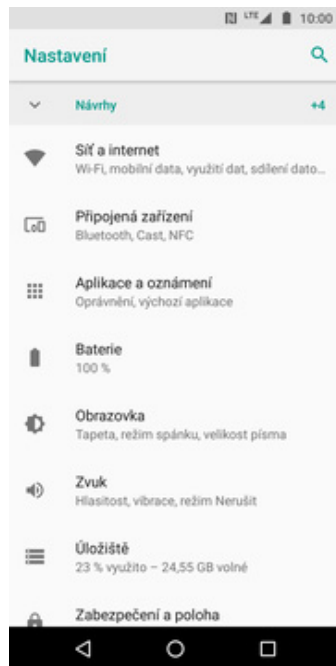 LTE 10:00
Nastavení
Návrhy +4
Síť a internet
Wi-Fi, mobilní data, využití dat, sdílení dato...
Připojená zařízení
Bluetooth, Cast, NFC
Aplikace a oznámení
Oprávnění, výchozí aplikace
Baterie
100 %
Obrazovka
Tapeta, režim spánku, velikost písma
Zvuk
Hlasitost, vibrace, režim Nerušit
Úložiště
23 % využito – 24,55 GB volné
Zabezpečení a poloha